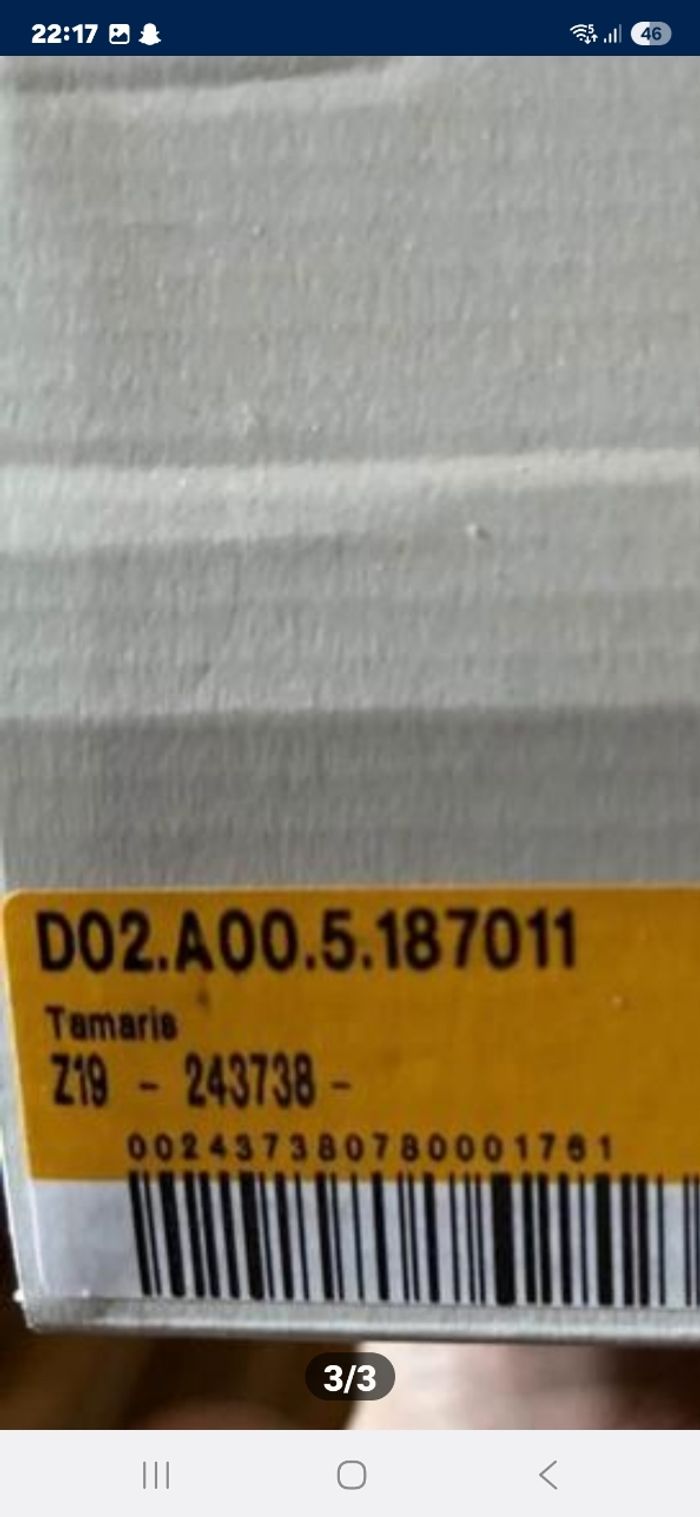 22:17
46
D02.A00.5.187011
Tamaris
Z19 - 243738 -
002437380780001761
3/3